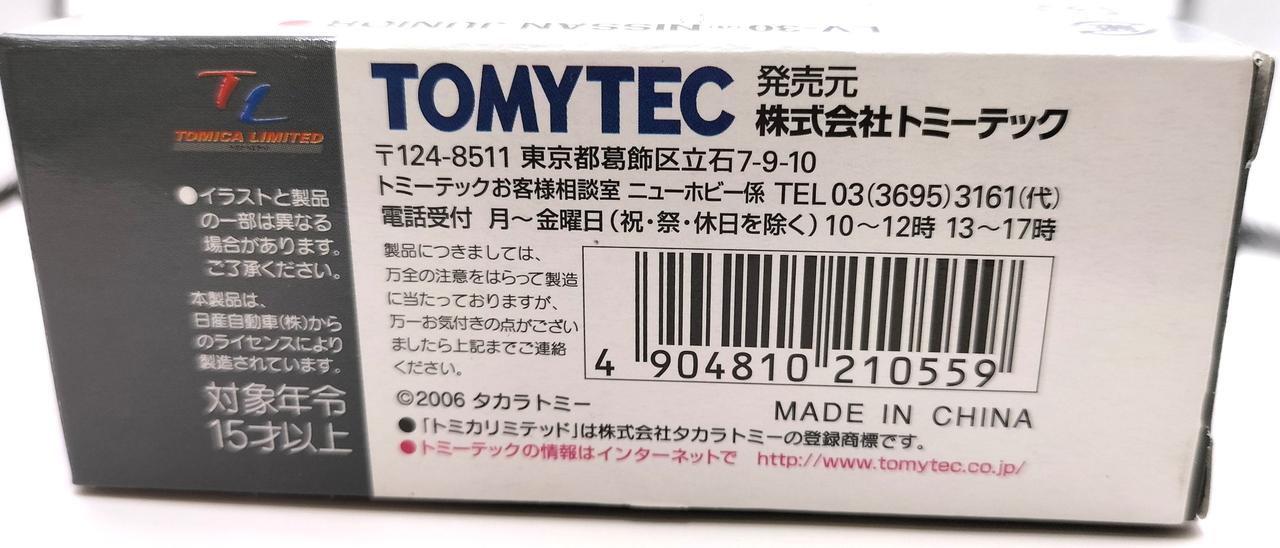 LV-30 NISSAN JUNIOR
TL
TOMICA LIMITED
●イラストと製品
の一部は異なる
場合があります。
ご了承ください。
本製品は、
日産自動車(株)から
のライセンスにより
製造されています。
対象年令
15才以上
TOMYTEC
発売元
株式会社トミーテック
〒124-8511 東京都葛飾区立石7-9-10
トミーテックお客様相談室 ニューホビー係 TEL 03(3695)3161(代)
電話受付 月～金曜日(祝・祭・休日を除く)10～12時 13～17時
製品につきましては、
万全の注意をはらって製造
に当たっておりますが、
万一お気付きの点がござい
ましたら上記までご連絡
ください。
4 904810 210559
©2006 タカラトミー
MADE IN CHINA
●「トミカリミテッド」は株式会社タカラトミーの登録商標です。
●トミーテックの情報はインターネットで http://www.tomytec.co.jp/